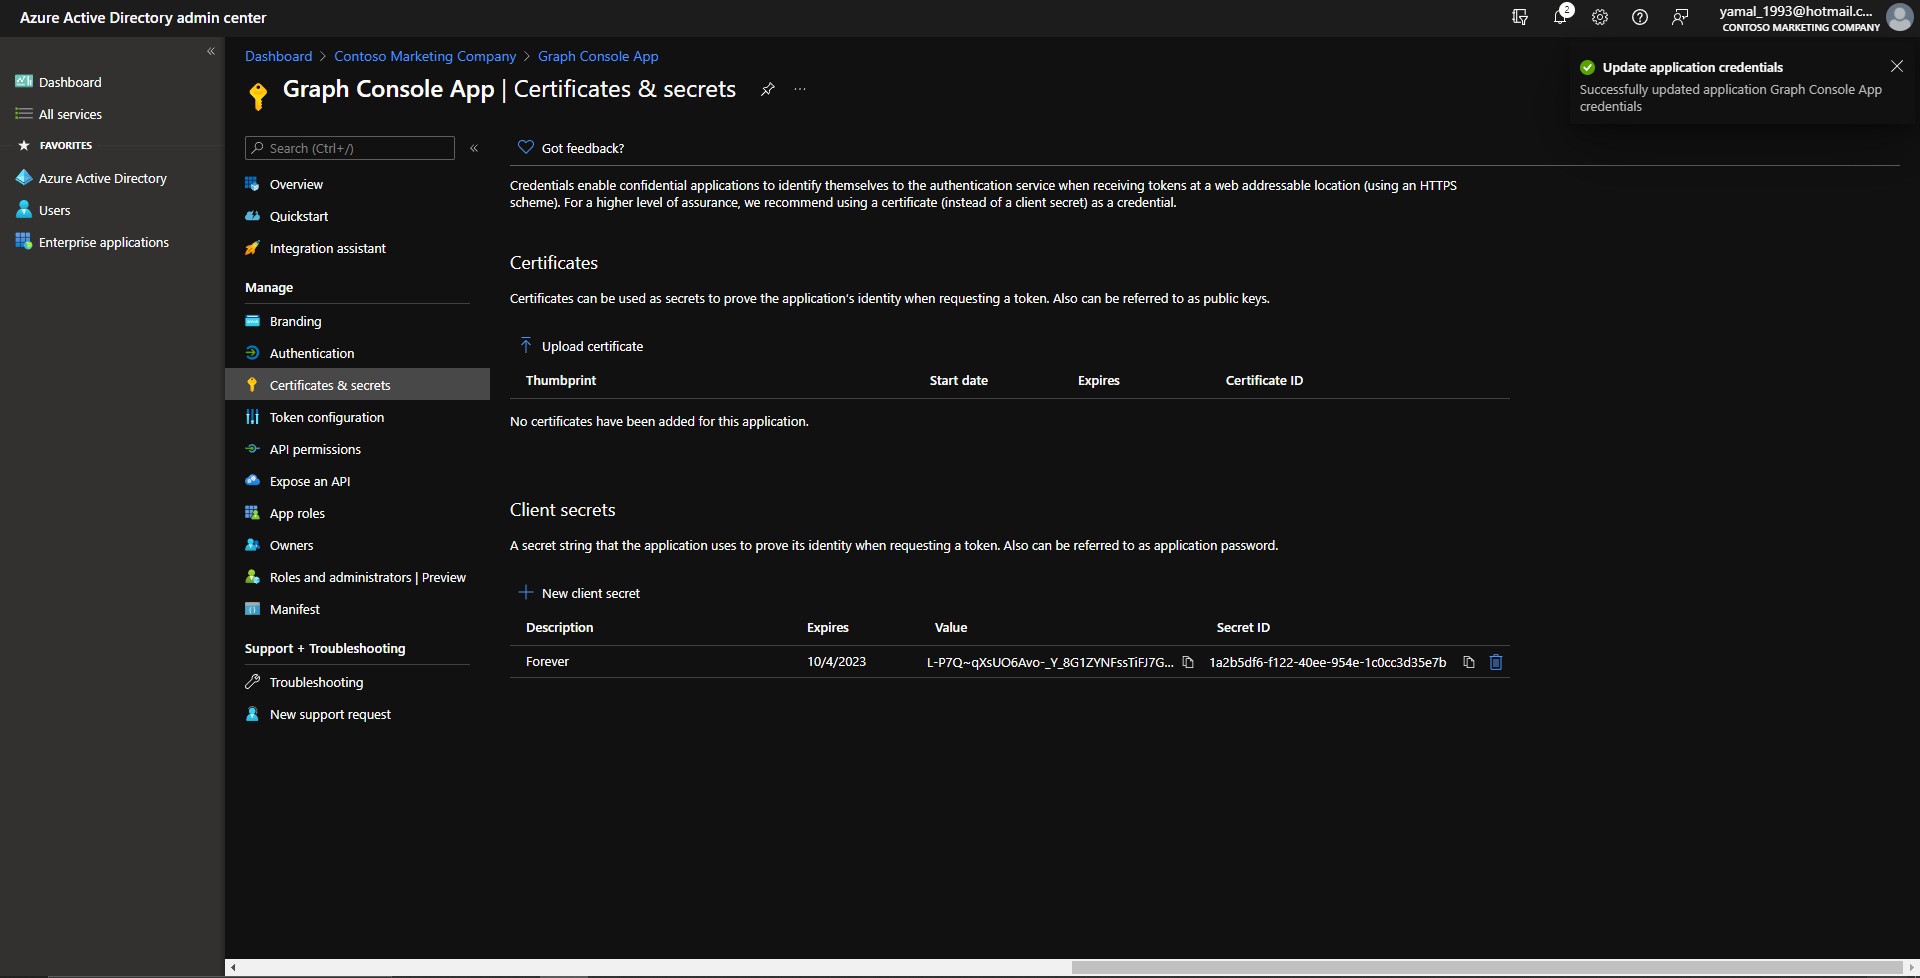 Azure Active Directory admin center
2
yamal_1993@hotmail.c...
CONTOSO MARKETING COMPANY
Dashboard
All services
FAVORITES
Azure Active Directory
Users
Enterprise applications
Dashboard > Contoso Marketing Company > Graph Console App
Graph Console App | Certificates & secrets
Update application credentials
Successfully updated application Graph Console App
credentials
Search (Ctrl+/)
Overview
Quickstart
Integration assistant
Manage
Branding
Authentication
Certificates & secrets
Token configuration
API permissions
Expose an API
App roles
Owners
Roles and administrators | Preview
Manifest
Support + Troubleshooting
Troubleshooting
New support request
Got feedback?
Credentials enable confidential applications to identify themselves to the authentication service when receiving tokens at a web addressable location (using an HTTPS
scheme). For a higher level of assurance, we recommend using a certificate (instead of a client secret) as a credential.
Certificates
Certificates can be used as secrets to prove the application's identity when requesting a token. Also can be referred to as public keys.
Upload certificate
Thumbprint Start date Expires Certificate ID
No certificates have been added for this application.
Client secrets
A secret string that the application uses to prove its identity when requesting a token. Also can be referred to as application password.
New client secret
Description Expires Value Secret ID
Forever 10/4/2023 L-P7Q~qXsUO6Avo-_Y_8G1ZYNFssTiFJ7G... 1a2b5df6-f122-40ee-954e-1c0cc3d35e7b